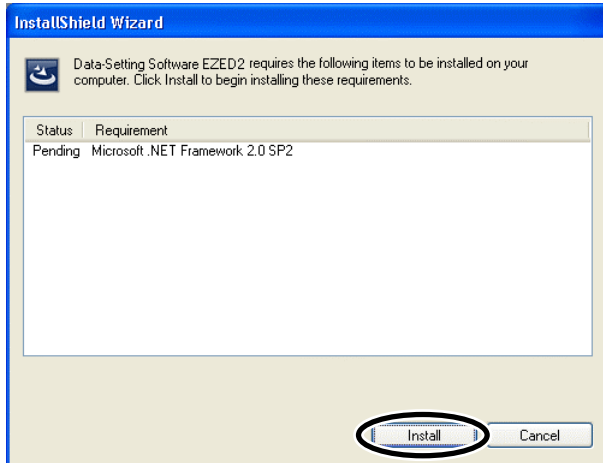 InstallShield Wizard
Data-Setting Software EZED2 requires the following items to be installed on your
computer. Click Install to begin installing these requirements.
Status Requirement
Pending Microsoft .NET Framework 2.0 SP2
Install Cancel